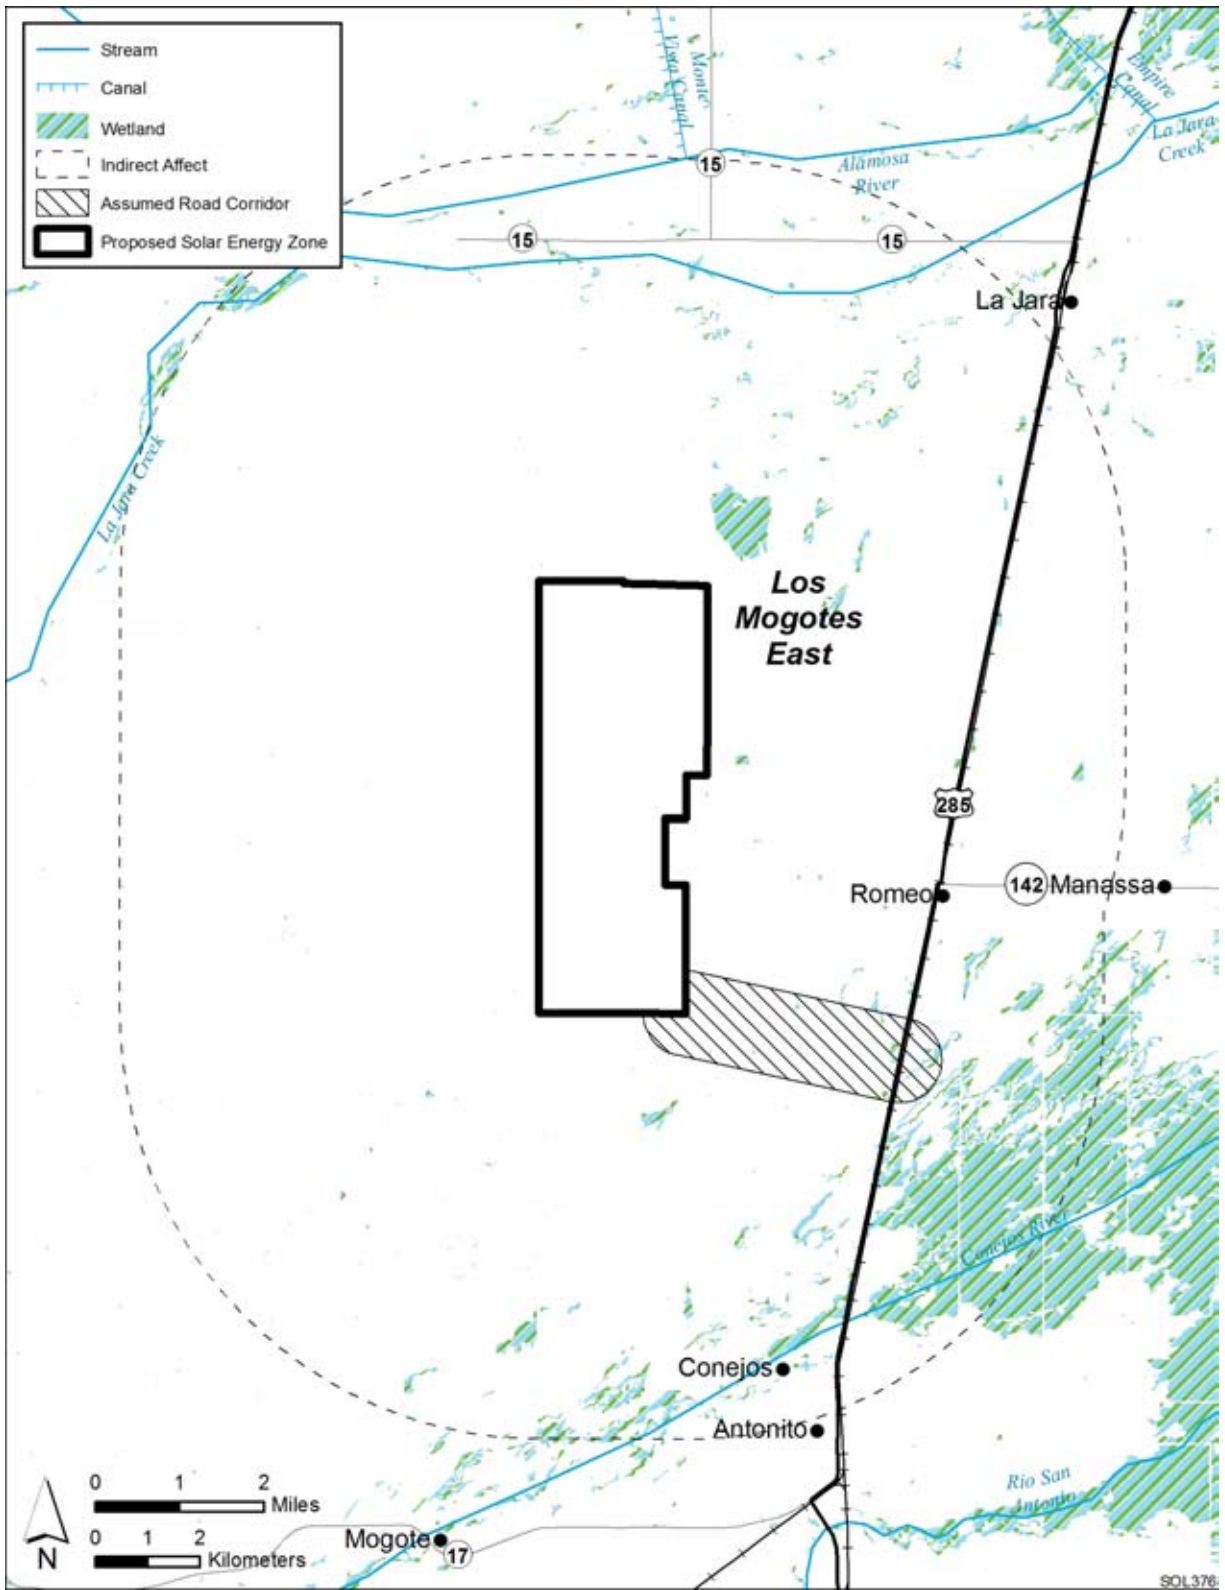 Stream
Canal
Wetland
Indirect Affect
Assumed Road Corridor
Proposed Solar Energy Zone
Monte
Vista Canal
Empire
Canal
La Jara
Creek
15
Alamosa
River
15
15
La Jara
La Jara Creek
Los
Mogotes
East
285
Romeo
142
Manassa
Conejos River
Conejos
Antonito
Rio San
Antonio
0 1 2
Miles
0 1 2
Kilometers
N
Mogote
17
SOL376